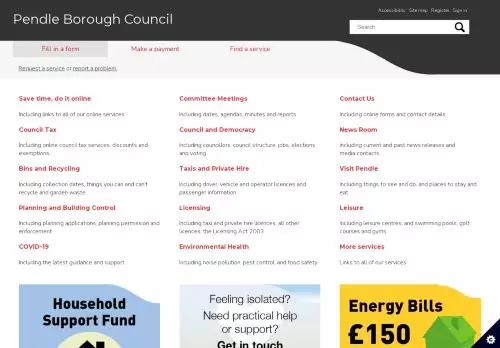 Pendle Borough Council
Accessibility Site map Register Sign in
Search
Fill in a form Make a payment Find a service
Request a service or report a problem.
Save time, do it online
Including links to all of our online services
Council Tax
Including online council tax services, discounts and
exemptions
Bins and Recycling
Including collection dates, things you can and can't
recycle and garden waste
Planning and Building Control
Including planning applications, planning permission and
enforcement
COVID-19
Including the latest guidance and support
Committee Meetings
Including dates, agendas, minutes and reports
Council and Democracy
Including councillors, council structure, jobs, elections
and voting
Taxis and Private Hire
Including driver, vehicle and operator licences and
passenger information
Licensing
Including taxi and private hire licences, all other
licences, the Licensing Act 2003
Environmental Health
Including noise pollution, pest control, and food safety
Contact Us
Including online forms and contact details
News Room
Including current and past news releases and
media contacts
Visit Pendle
Including things to see and do, and places to stay and
eat
Leisure
Including leisure centres, and swimming pools, golf
courses and gyms
More services
Links to all of our services
Household
Support Fund
Feeling isolated?
Need practical help
or support?
Get in touch
Energy Bills
£150